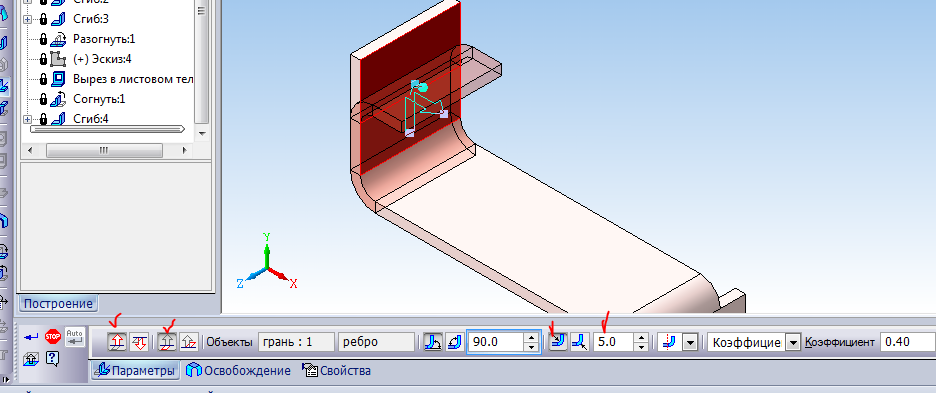 Сгиб:2
Сгиб:3
Разогнуть:1
(+) Эскиз:4
Вырез в листовом тел
Согнуть:1
Сгиб:4
Y
Z
X
Построение
STOP
Auto
Объекты
грань : 1
ребро
90.0
5.0
Коэффицие
Коэффициент
0.40
Параметры
Освобождение
Свойства